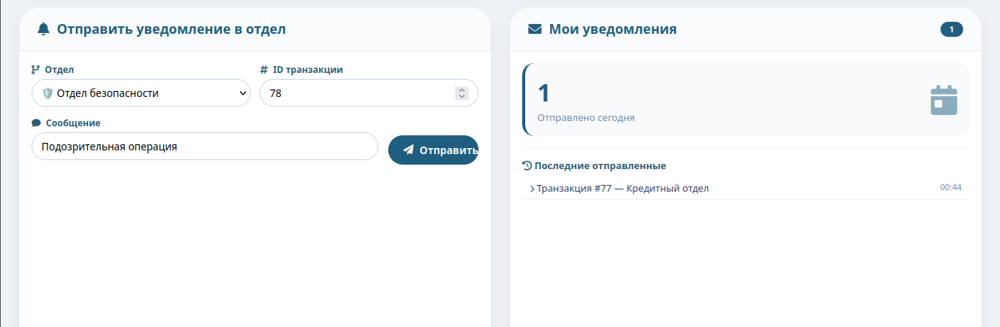 Отправить уведомление в отдел
Отдел
ID транзакции
Отдел безопасности
78
Сообщение
Подозрительная операция
Отправить
Мои уведомления
1
1
Отправлено сегодня
Последние отправленные
Транзакция #77 — Кредитный отдел
00:44